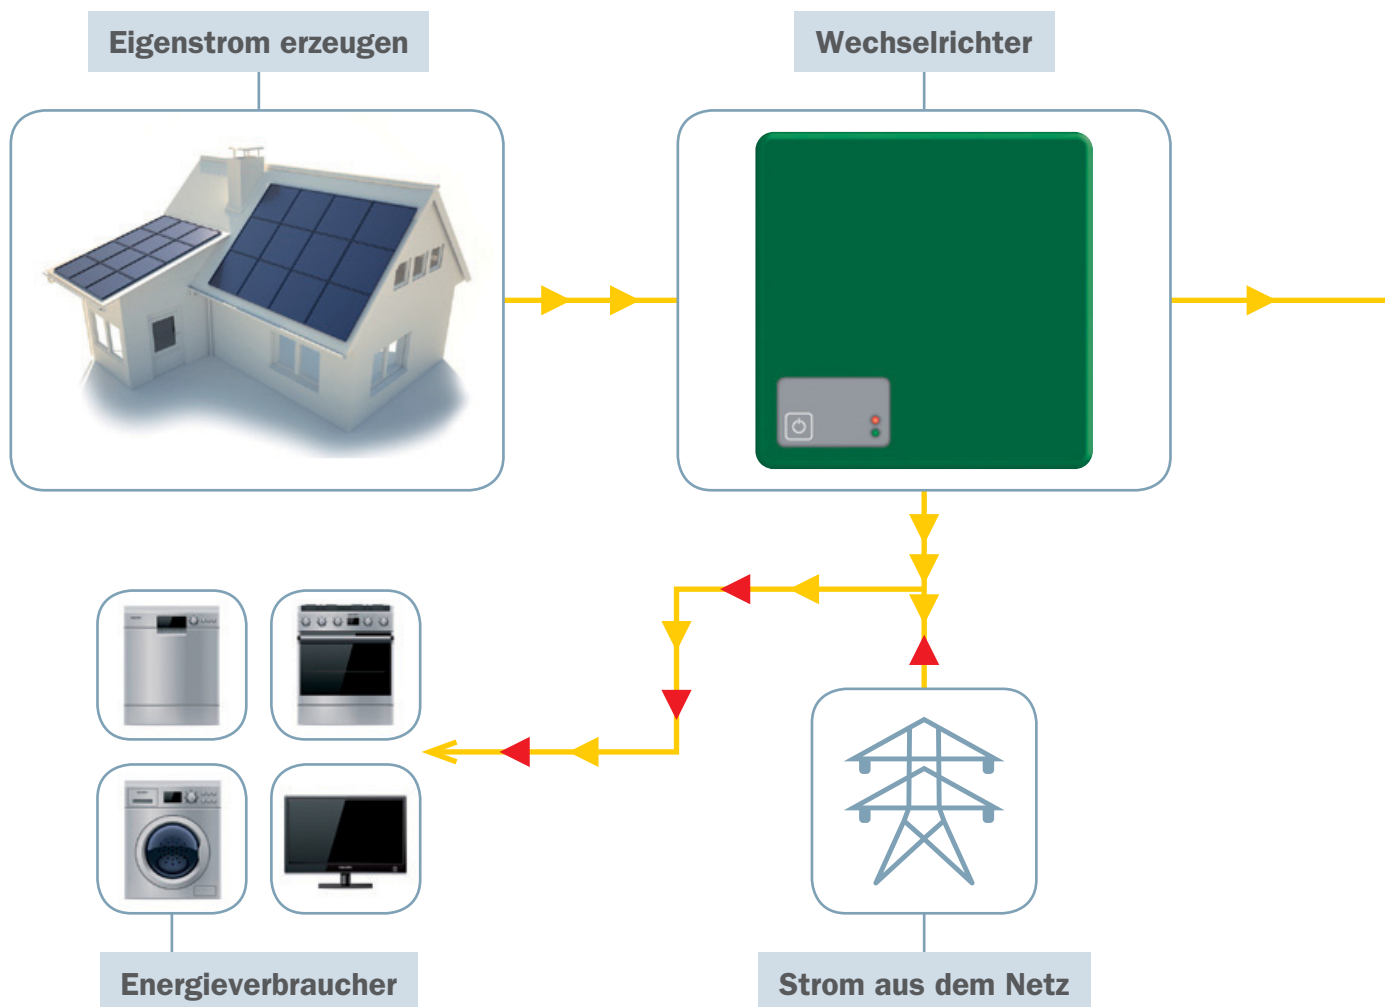 Eigenstrom erzeugen
Wechselrichter
Energieverbraucher
Strom aus dem Netz